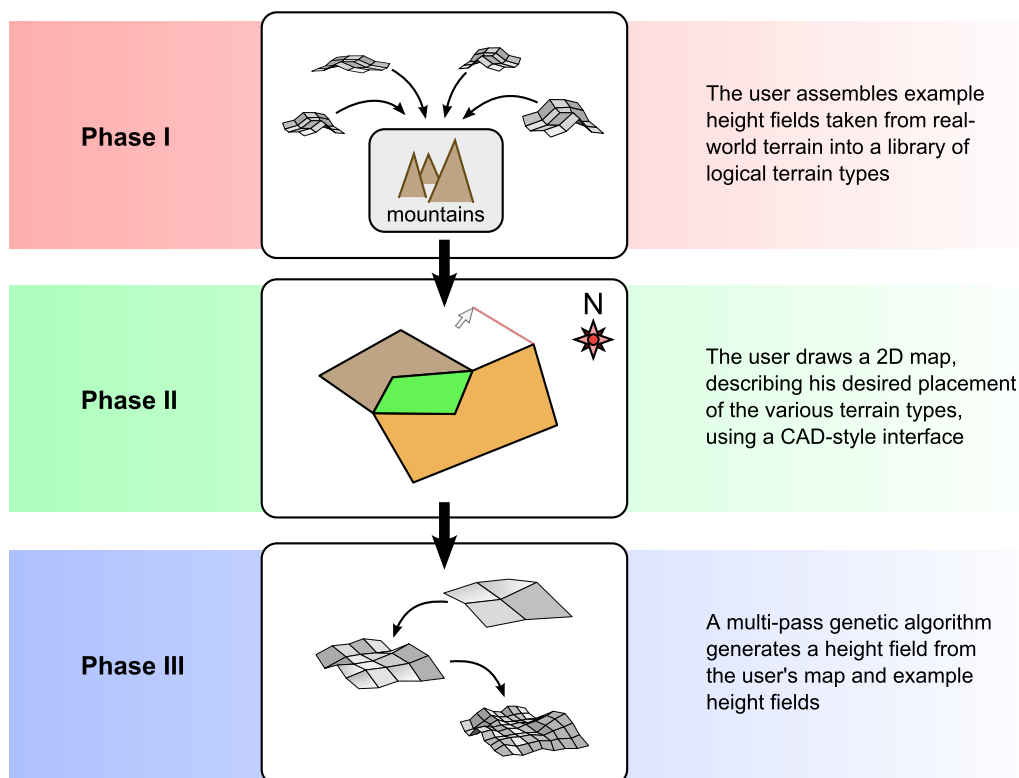 Phase I
mountains
The user assembles example
height fields taken from real-
world terrain into a library of
logical terrain types
Phase II
N
The user draws a 2D map,
describing his desired placement
of the various terrain types,
using a CAD-style interface
Phase III
A multi-pass genetic algorithm
generates a height field from
the user's map and example
height fields